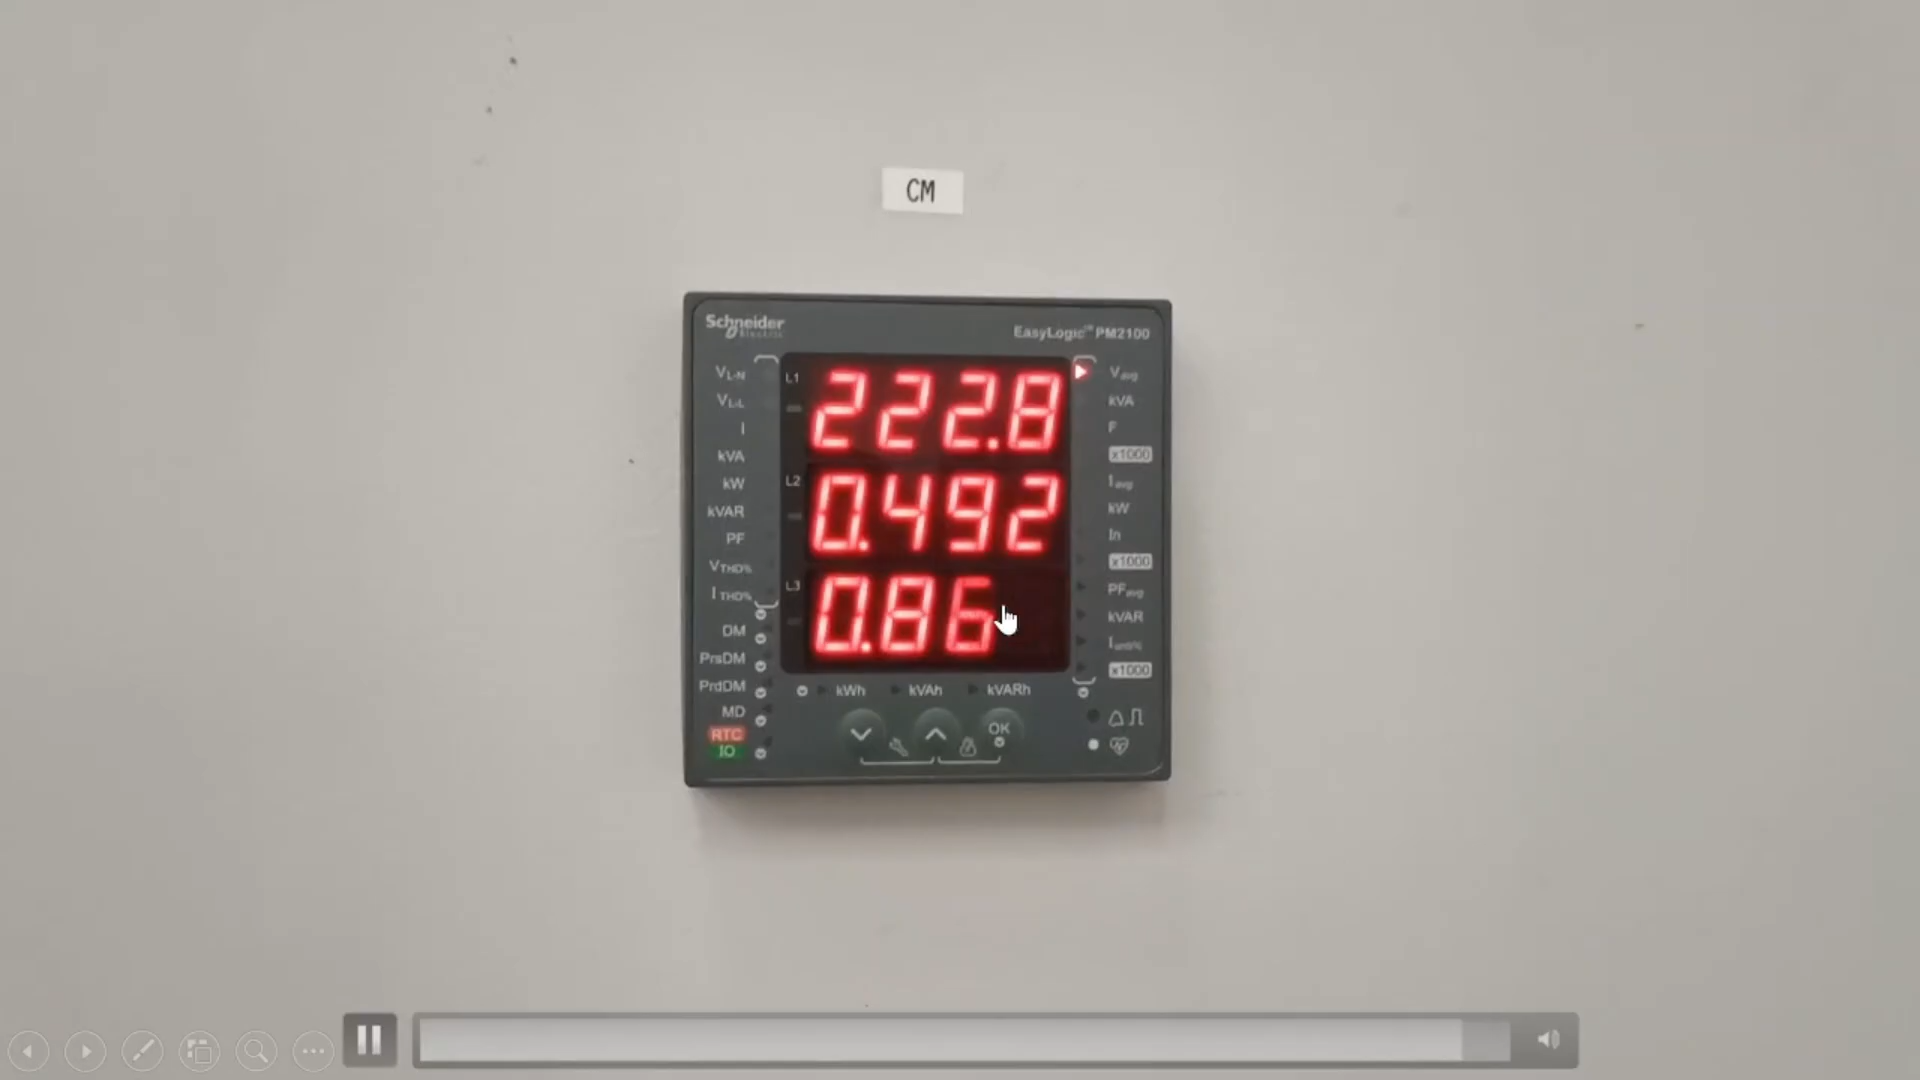 CM
Schneider
Electric
EasyLogic™ PM2100
VL-N
VL-L
I
kVA
kW
kVAR
PF
VTHD%
I THD%
DM
PrsDM
PrdDM
MD
RTC
IO
L1
222.8
L2
0.492
L3
0.86
Vavg
kVA
F
x1000
Iavg
kW
In
x1000
PFavg
kVAR
Iunb%
x1000
kWh
kVAh
kVARh
OK